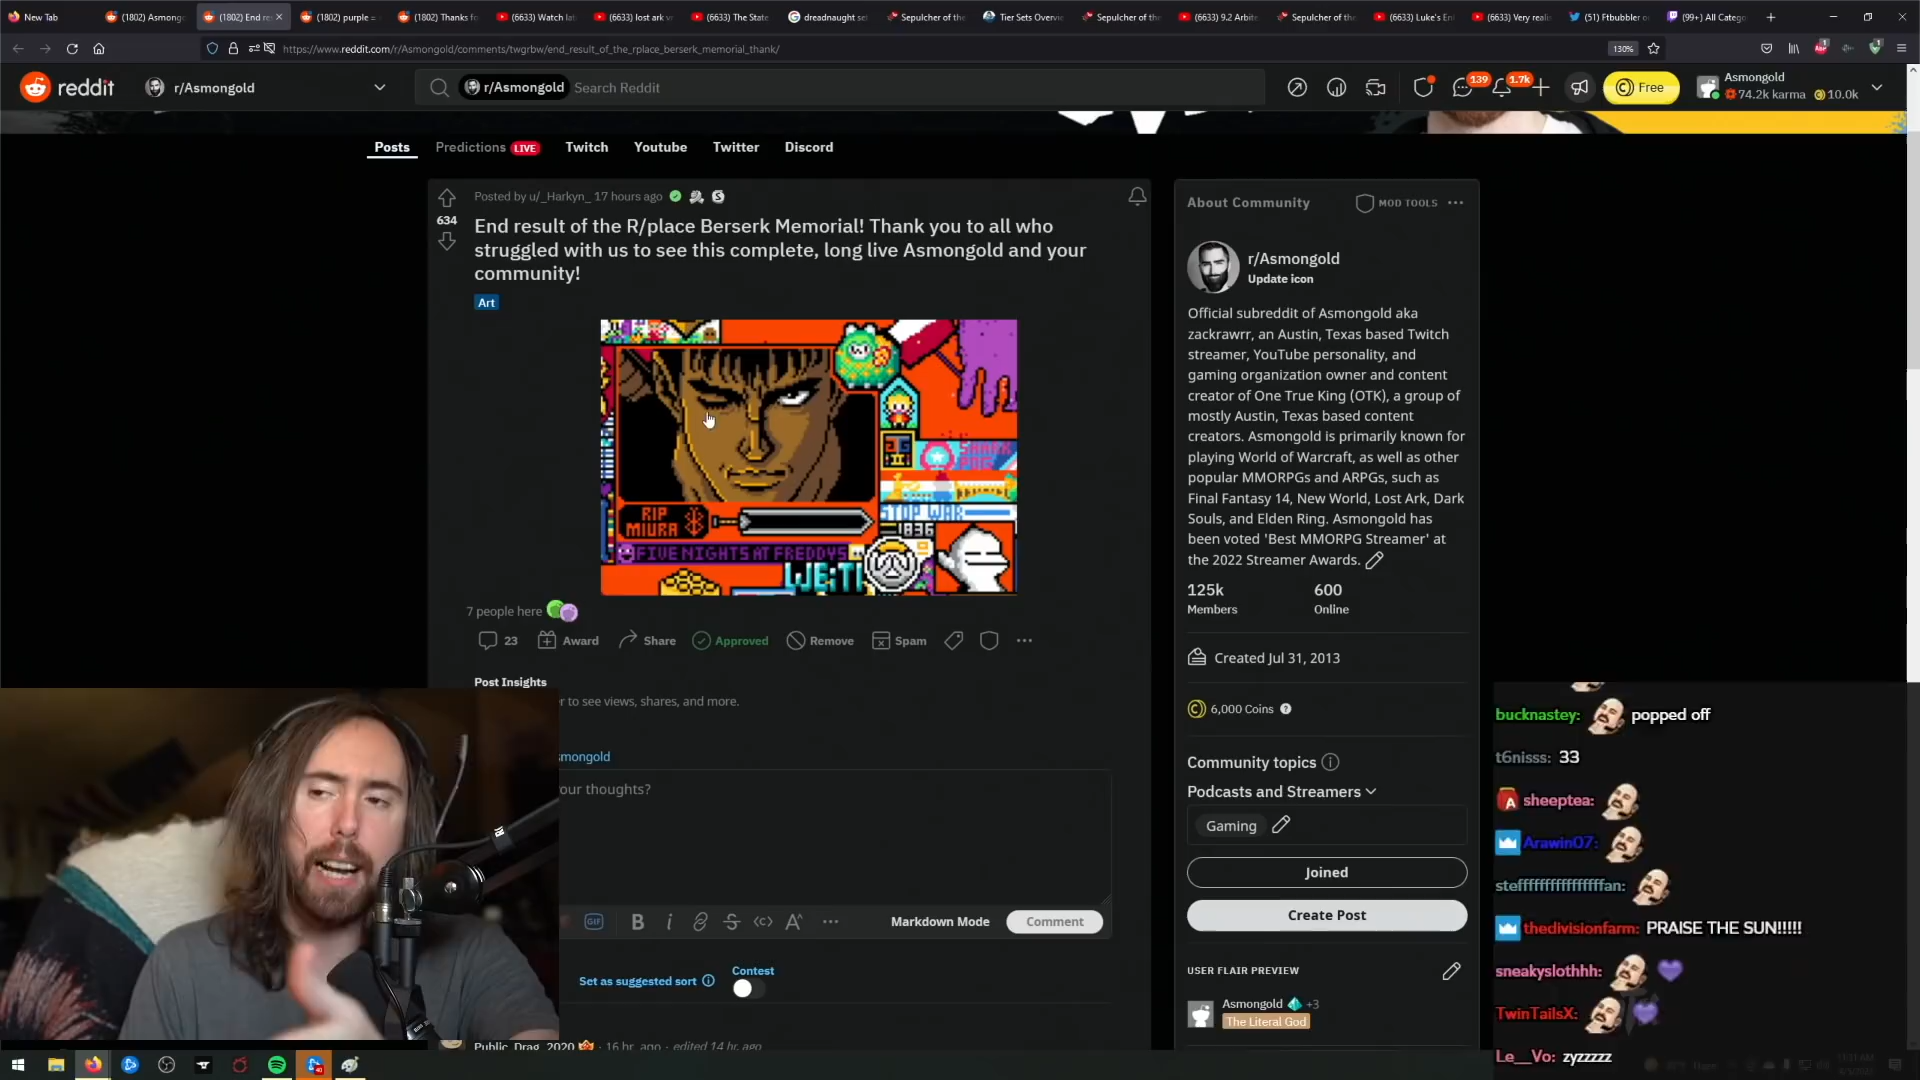 New Tab
(1802) Asmong
(1802) End re
(1802) purple =
(1802) Thanks fo
(6633) Watch lat
(6633) lost ark vr
(6633) The State
dreadnaught set
Sepulcher of the
Tier Sets Overvi
Sepulcher of the
(6633) 9.2 Arbite
Sepulcher of the
(6633) Luke's En
(6633) Very reali
(51) Ftbubbler o
(99+) All Catego
https://www.reddit.com/r/Asmongold/comments/twgrbw/end_result_of_the_rplace_berserk_memorial_thank/
130%
reddit
r/Asmongold
r/Asmongold Search Reddit
139
1.7k
Free
Asmongold
74.2k karma 10.0k
Posts Predictions LIVE Twitch Youtube Twitter Discord
Posted by u/_Harkyn_ 17 hours ago
634
End result of the R/place Berserk Memorial! Thank you to all who
struggled with us to see this complete, long live Asmongold and your
community!
Art
RIP
MIURA
STOP WAR
1836
FIVE NIGHTS AT FREDDYS
7 people here
23 Award Share Approved Remove Spam
Post Insights
r to see views, shares, and more.
smongold
our thoughts?
GIF
Markdown Mode
Comment
Set as suggested sort
Contest
Public_Drag_2020 · 16 hr. ago · edited 14 hr. ago
About Community
MOD TOOLS
r/Asmongold
Update icon
Official subreddit of Asmongold aka
zackrawrr, an Austin, Texas based Twitch
streamer, YouTube personality, and
gaming organization owner and content
creator of One True King (OTK), a group of
mostly Austin, Texas based content
creators. Asmongold is primarily known for
playing World of Warcraft, as well as other
popular MMORPGs and ARPGs, such as
Final Fantasy 14, New World, Lost Ark, Dark
Souls, and Elden Ring. Asmongold has
been voted 'Best MMORPG Streamer' at
the 2022 Streamer Awards.
125k
Members
600
Online
Created Jul 31, 2013
6,000 Coins
Community topics
Podcasts and Streamers
Gaming
Joined
Create Post
USER FLAIR PREVIEW
Asmongold +3
The Literal God
bucknastey: popped off
t6nisss: 33
sheeptea:
Arawin07:
steffffffffffffffffan:
thedivisionfarm: PRAISE THE SUN!!!!!
sneakyslothhh:
TwinTailsX:
Le__Vo: zyzzzzz